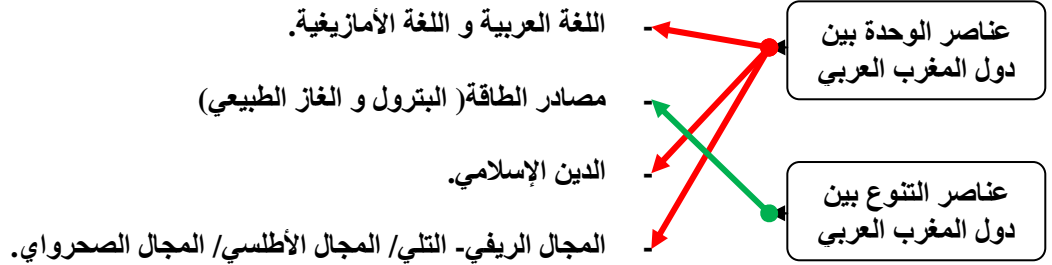 عناصر الوحدة بين
دول المغرب العربي
عناصر التنوع بين
دول المغرب العربي
- اللغة العربية و اللغة الأمازيغية.
- مصادر الطاقة( البترول و الغاز الطبيعي)
- الدين الإسلامي.
- المجال الريفي- التلي/ المجال الأطلسي/ المجال الصحرواي.